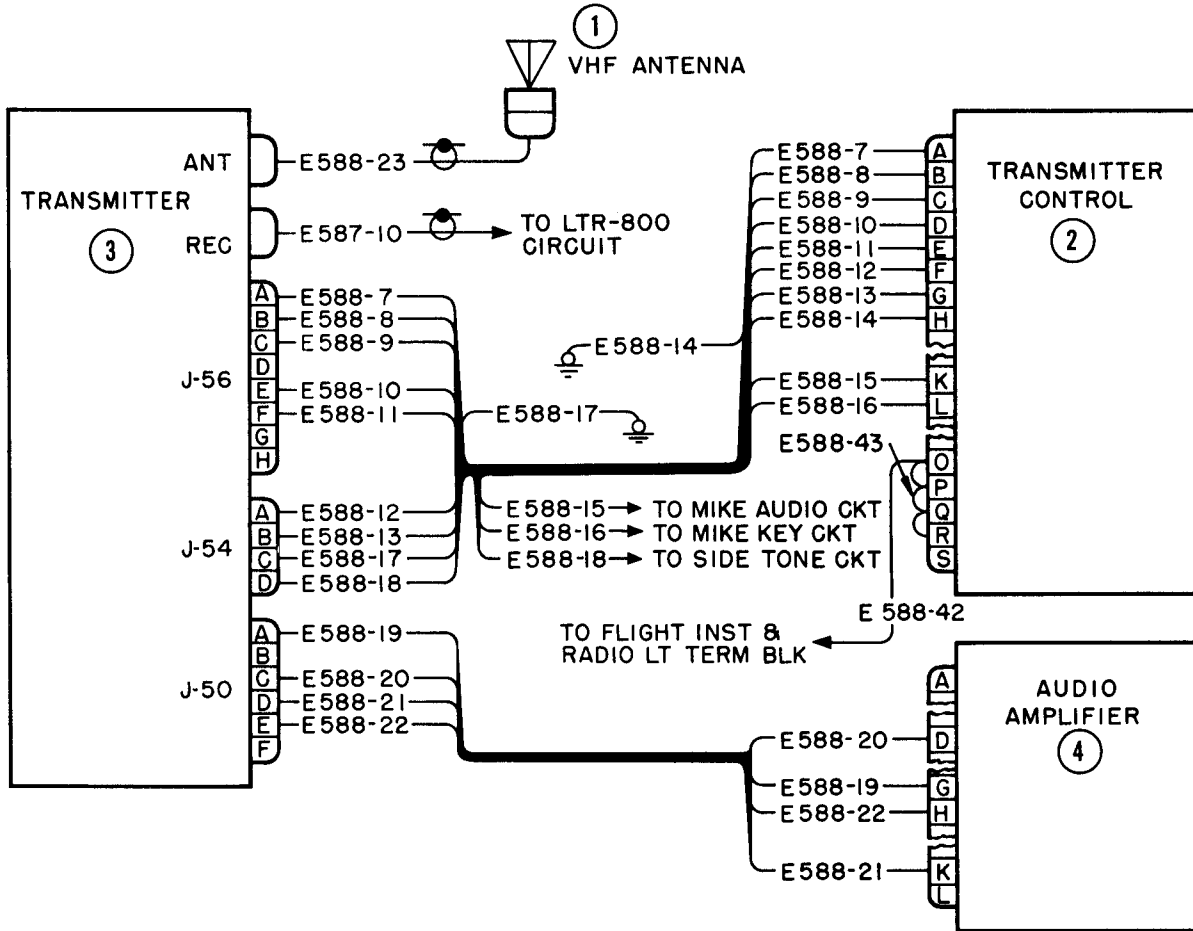 1
VHF ANTENNA
TRANSMITTER
3
ANT
E588-23
REC
E587-10
TO LTR-800
CIRCUIT
J-56
A E588-7
B E588-8
C E588-9
D
E E588-10
F E588-11
G
H
J-54
A E588-12
B E588-13
C E588-17
D E588-18
J-50
A E588-19
B
C E588-20
D E588-21
E E588-22
F
E588-14
E588-17
E588-15 TO MIKE AUDIO CKT
E588-16 TO MIKE KEY CKT
E588-18 TO SIDE TONE CKT
TRANSMITTER
CONTROL
2
E588-7 A
E588-8 B
E588-9 C
E588-10 D
E588-11 E
E588-12 F
E588-13 G
E588-14 H
E588-15 K
E588-16 L
E588-43
O
P
Q
R
S
E 588-42
TO FLIGHT INST &
RADIO LT TERM BLK
AUDIO
AMPLIFIER
4
A
E588-20 D
E588-19 G
E588-22 H
E588-21 K
L